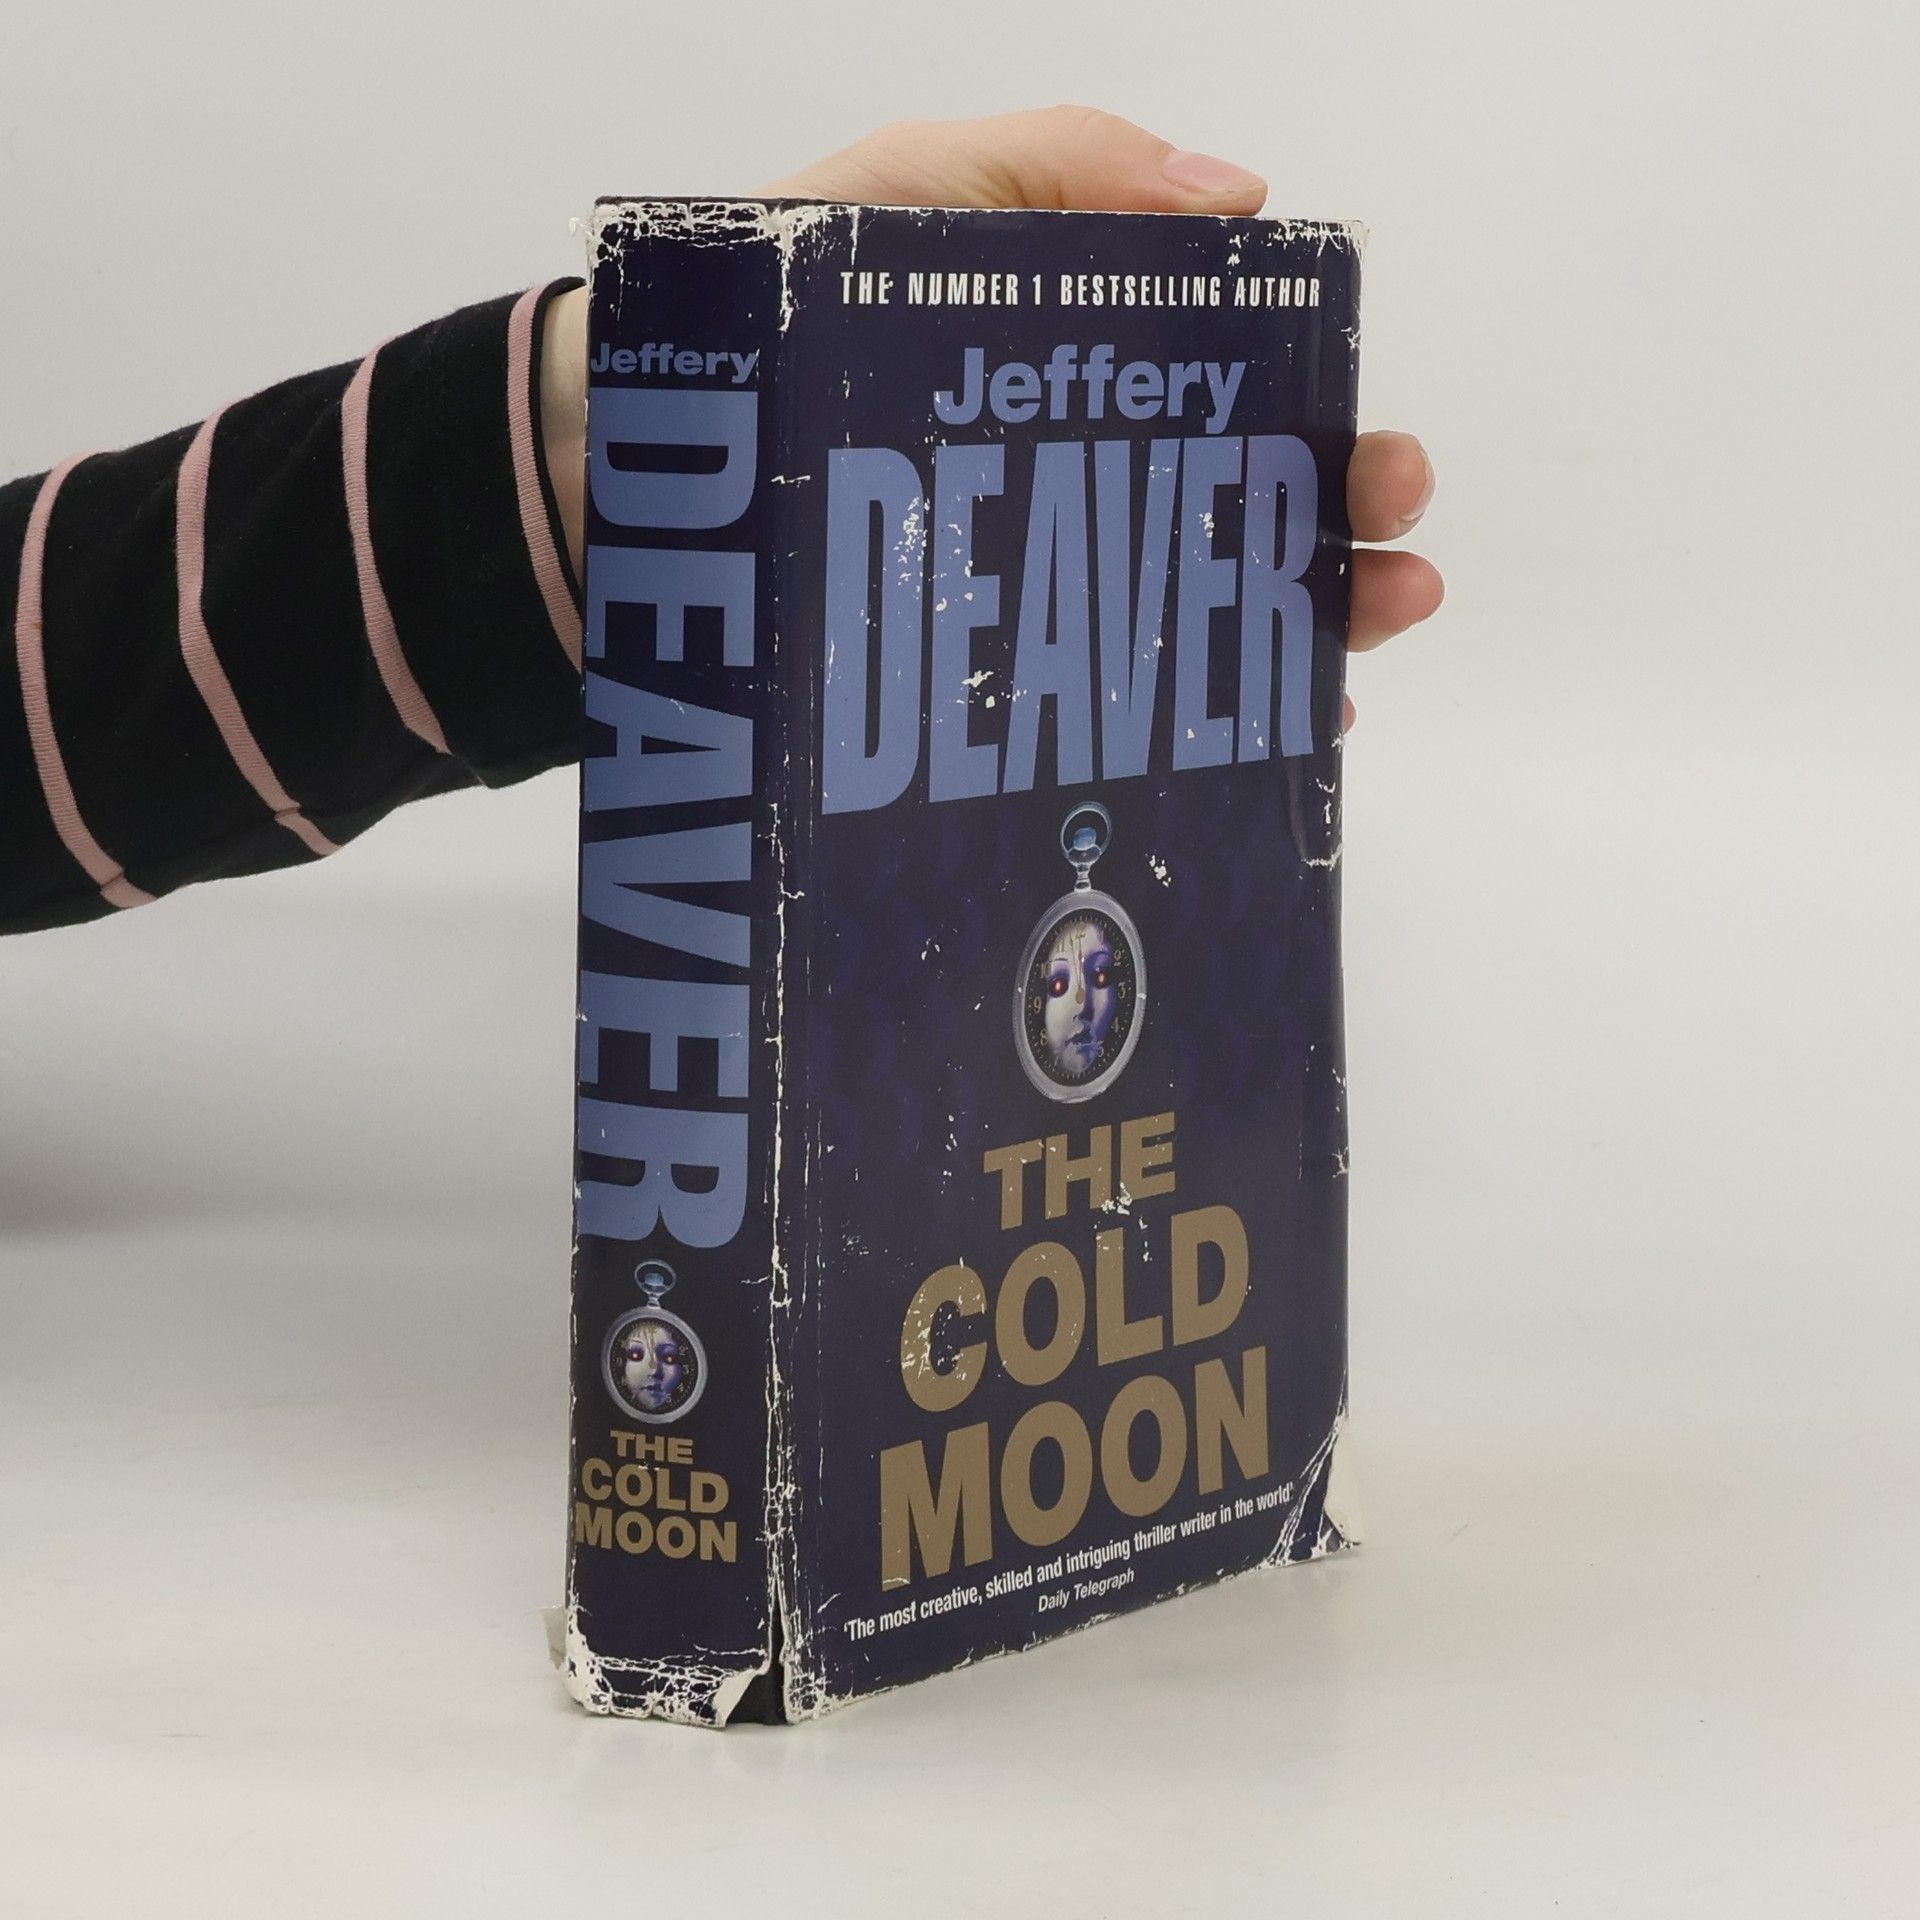 Jeffery
DEAVER
THE
COLD
MOON
THE NUMBER 1 BESTSELLING AUTHOR
Jeffery
DEAVER
THE
COLD
MOON
'The most creative, skilled and intriguing thriller writer in the world'
Daily Telegraph